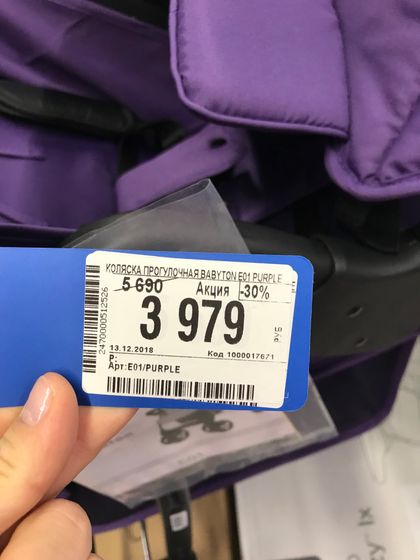 КОЛЯСКА ПРОГУЛОЧНАЯ BABYTON E01 PURPLE
5 690 Акция -30%
3 979
РУБ
13.12.2018 Код 1000017671
Р:
Арт:E01/PURPLE
2470000512526